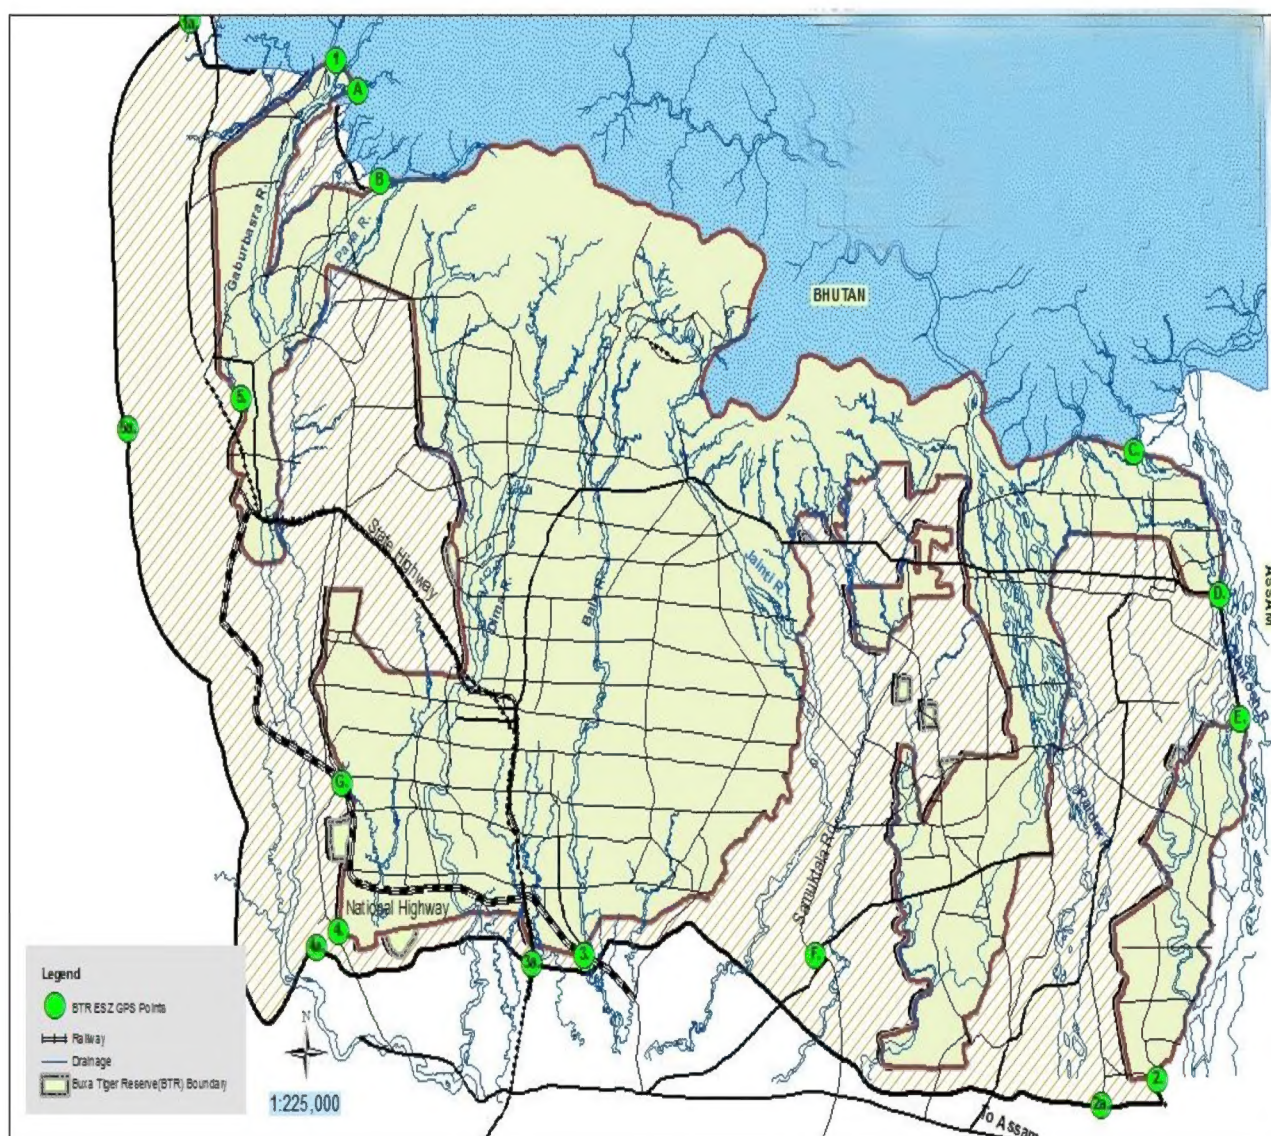 1a.
1
A
B
Gaburbasra R.
Pana R.
BHUTAN
5.
5a.
C.
State Highway
Dim R.
Bala R.
Jainti R.
D.
ASSAM
E.
G.
Samuktala R.
National Highway
4.
4a.
3a.
3.
F.
2.
2a.
To Assam
Legend
BTR ESZ GPS Points
Railway
Drainage
Buxa Tiger Reserve(BTR) Boundary
N
1:225,000